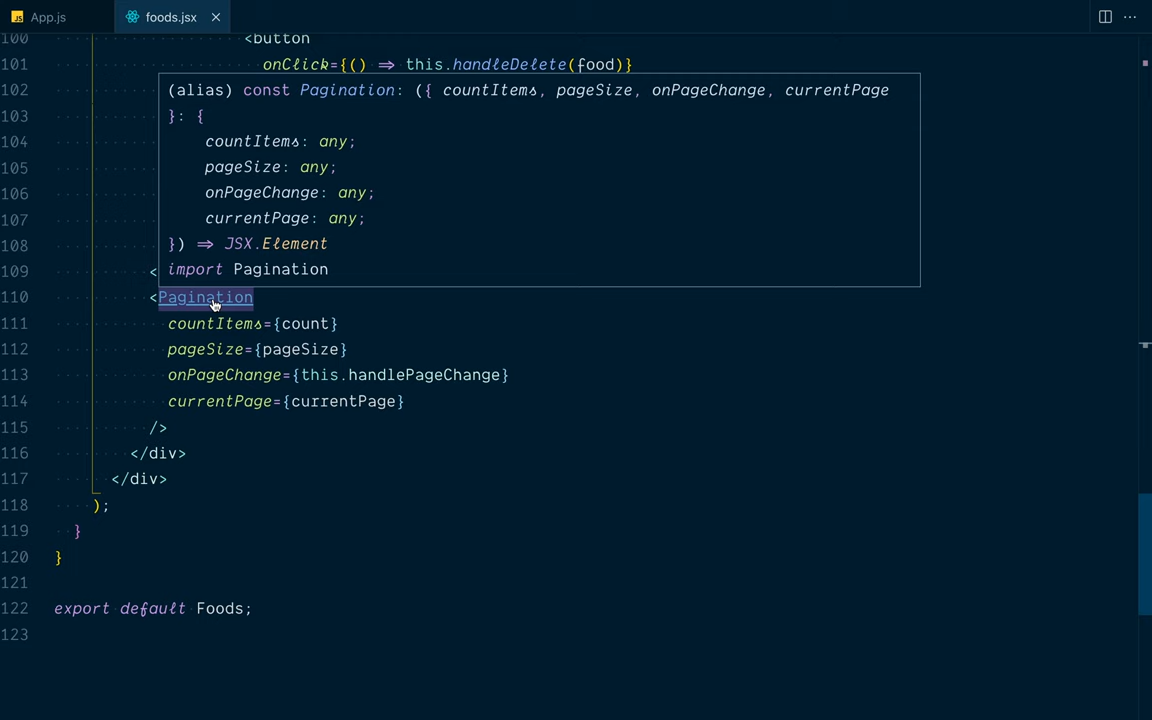 App.js
foods.jsx
100 <button
101 onClick={() ⇒ this.handleDelete(food)}
102 (alias) const Pagination: ({ countItems, pageSize, onPageChange, currentPage
103 }: {
104 countItems: any;
105 pageSize: any;
106 onPageChange: any;
107 currentPage: any;
108 }) ⇒ JSX.Element
109 < import Pagination
110 <Pagination
111 countItems={count}
112 pageSize={pageSize}
113 onPageChange={this.handlePageChange}
114 currentPage={currentPage}
115 />
116 </div>
117 </div>
118 );
119 }
120 }
121
122 export default Foods;
123